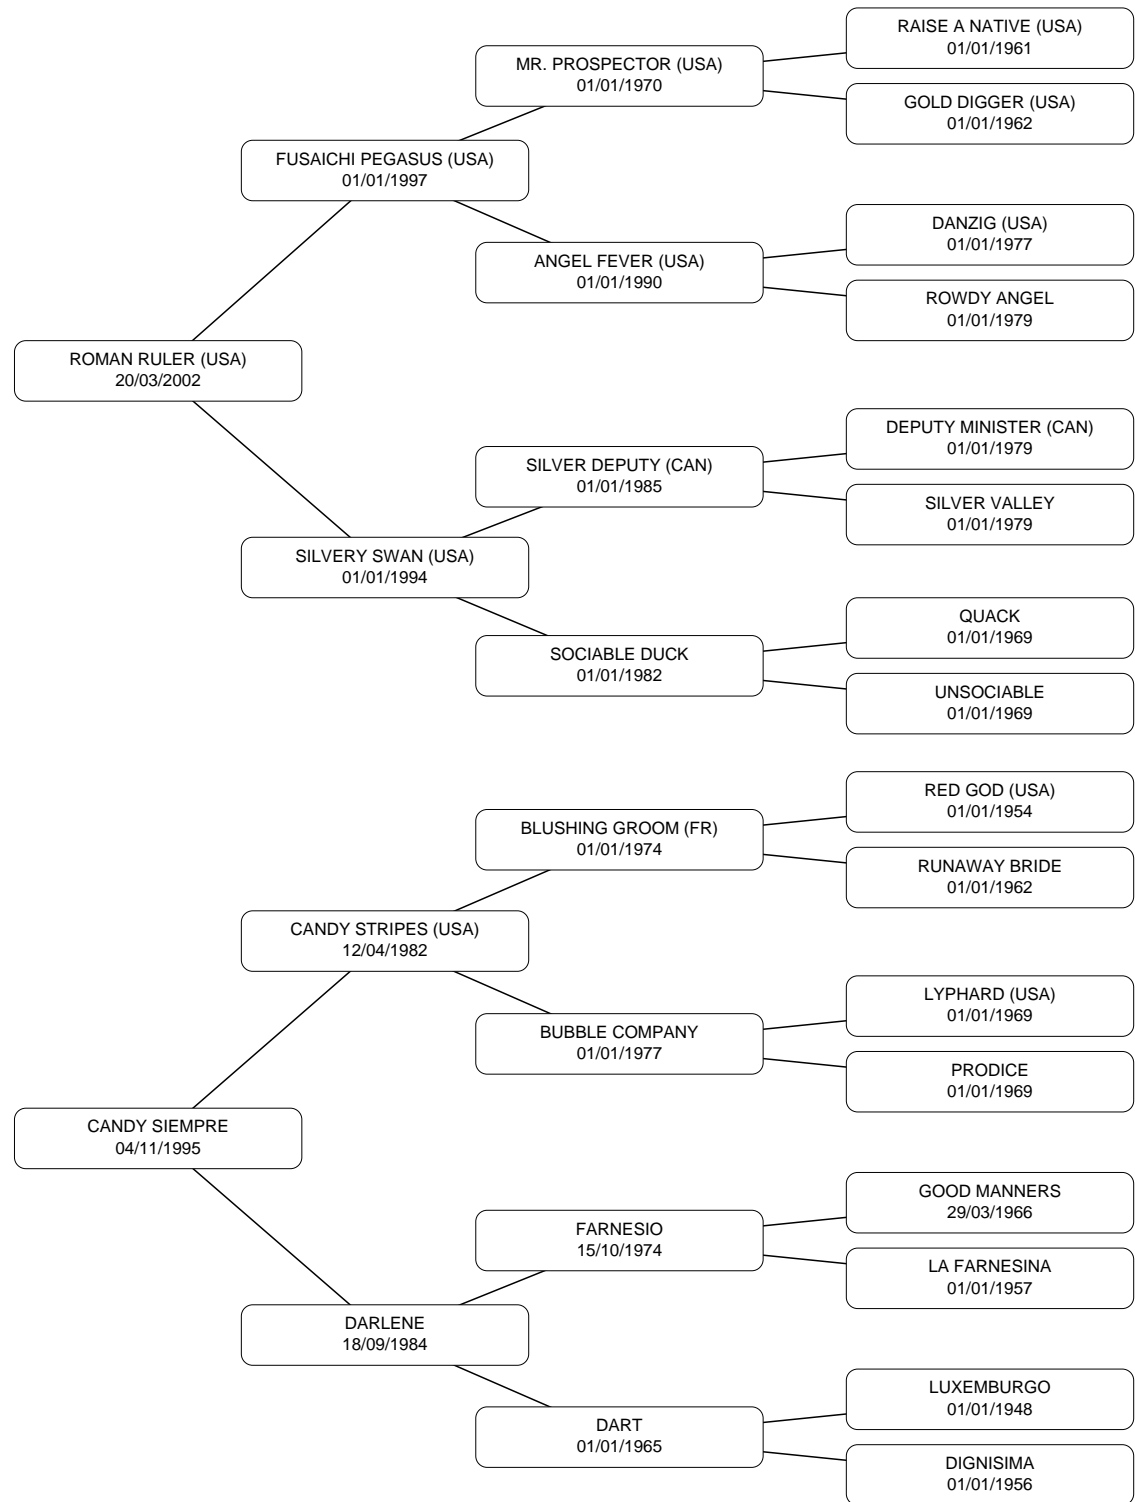 RAISE A NATIVE (USA)
01/01/1961
MR. PROSPECTOR (USA)
01/01/1970
GOLD DIGGER (USA)
01/01/1962
FUSAICHI PEGASUS (USA)
01/01/1997
DANZIG (USA)
01/01/1977
ANGEL FEVER (USA)
01/01/1990
ROWDY ANGEL
01/01/1979
ROMAN RULER (USA)
20/03/2002
DEPUTY MINISTER (CAN)
01/01/1979
SILVER DEPUTY (CAN)
01/01/1985
SILVER VALLEY
01/01/1979
SILVERY SWAN (USA)
01/01/1994
QUACK
01/01/1969
SOCIABLE DUCK
01/01/1982
UNSOCIABLE
01/01/1969
RED GOD (USA)
01/01/1954
BLUSHING GROOM (FR)
01/01/1974
RUNAWAY BRIDE
01/01/1962
CANDY STRIPES (USA)
12/04/1982
LYPHARD (USA)
01/01/1969
BUBBLE COMPANY
01/01/1977
PRODICE
01/01/1969
CANDY SIEMPRE
04/11/1995
GOOD MANNERS
29/03/1966
FARNESIO
15/10/1974
LA FARNESINA
01/01/1957
DARLENE
18/09/1984
LUXEMBURGO
01/01/1948
DART
01/01/1965
DIGNISIMA
01/01/1956